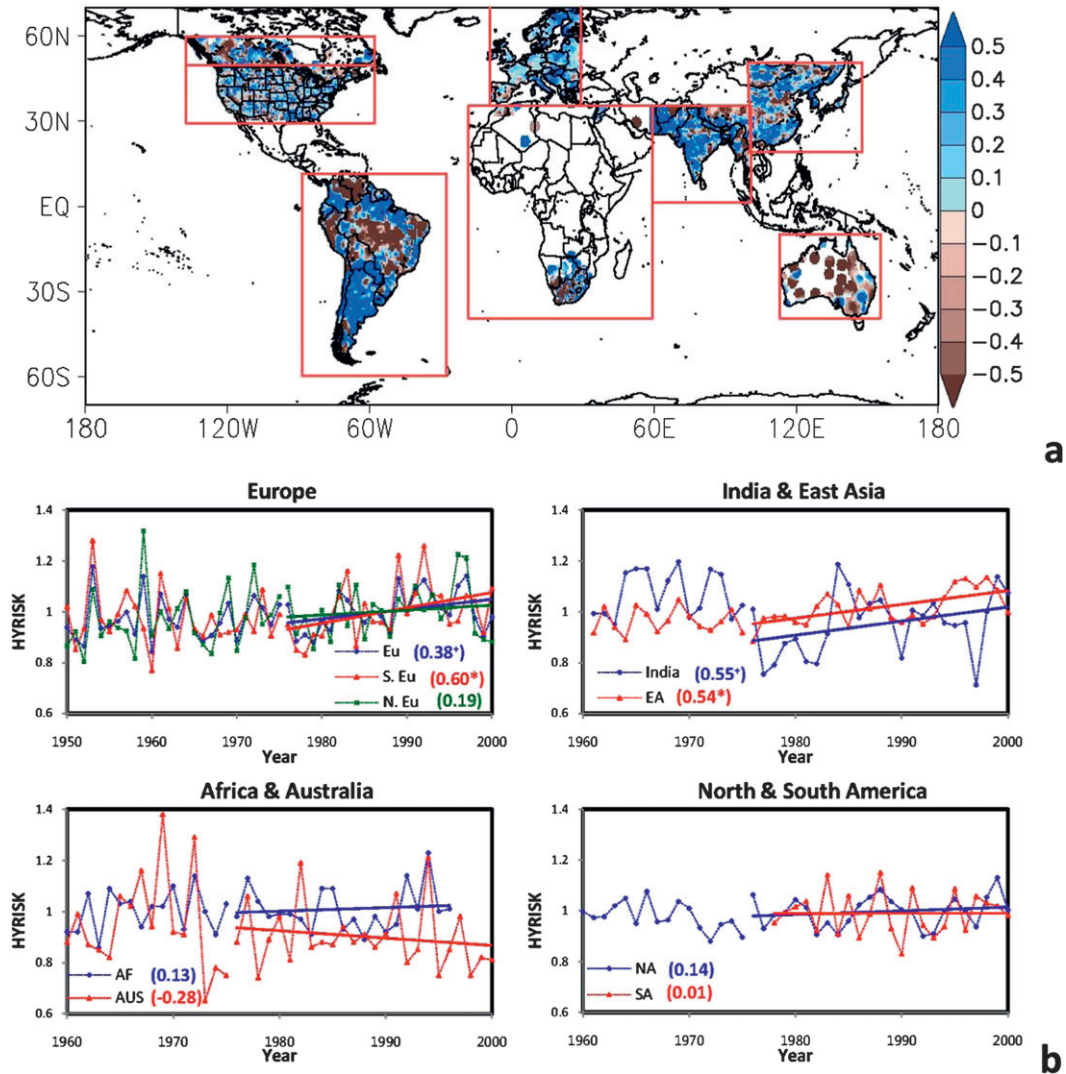 60N
30N
EQ
30S
60S
180 120W 60W 0 60E 120E 180
0.5
0.4
0.3
0.2
0.1
0
−0.1
−0.2
−0.3
−0.4
−0.5
a
Europe
HYRISK
1.4
1.2
1
0.8
0.6
Eu (0.38⁺)
S. Eu (0.60*)
N. Eu (0.19)
1950 1960 1970 1980 1990 2000
Year
India & East Asia
HYRISK
1.4
1.2
1
0.8
0.6
India (0.55⁺)
EA (0.54*)
1960 1970 1980 1990 2000
Year
Africa & Australia
HYRISK
1.4
1.2
1
0.8
0.6
AF (0.13)
AUS (-0.28)
1960 1970 1980 1990 2000
Year
North & South America
HYRISK
1.4
1.2
1
0.8
0.6
NA (0.14)
SA (0.01)
1960 1970 1980 1990 2000
Year
b